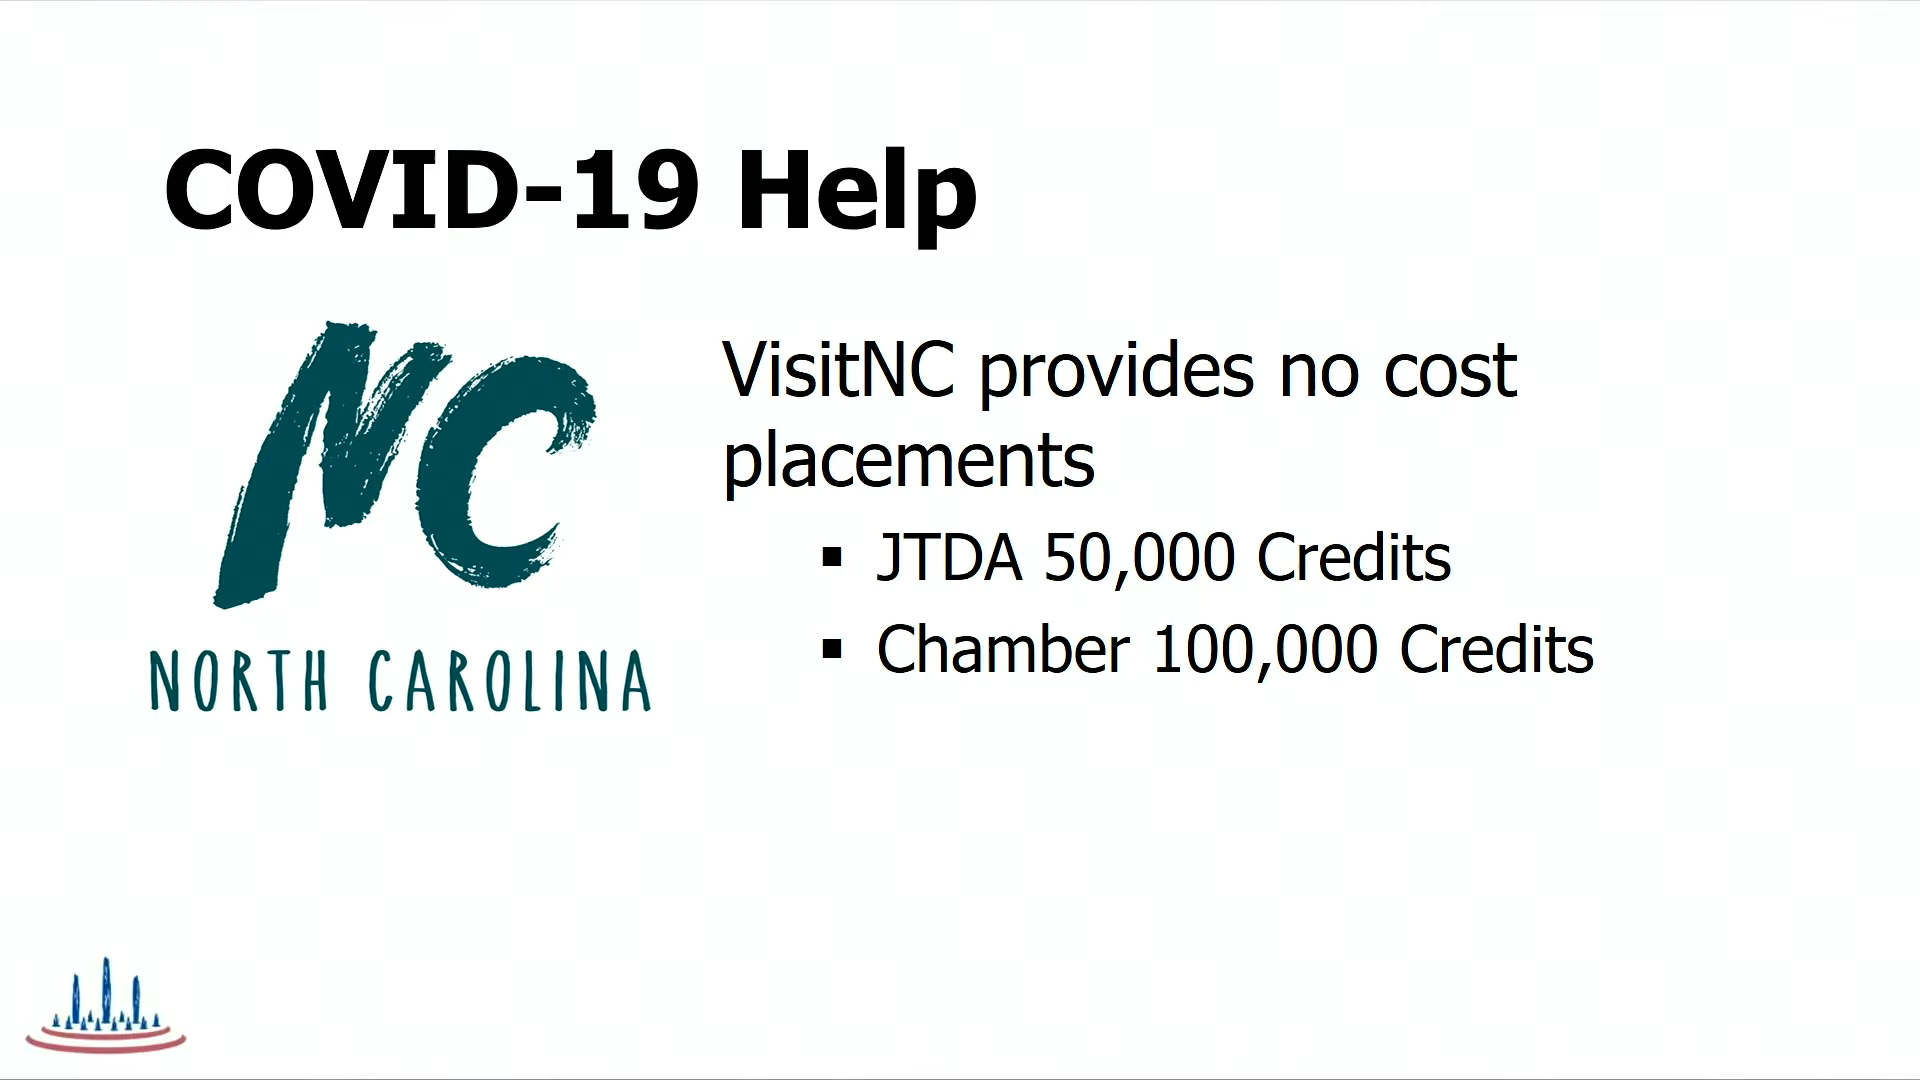 COVID-19 Help
NC
NORTH CAROLINA
VisitNC provides no cost
placements
▪ JTDA 50,000 Credits
▪ Chamber 100,000 Credits